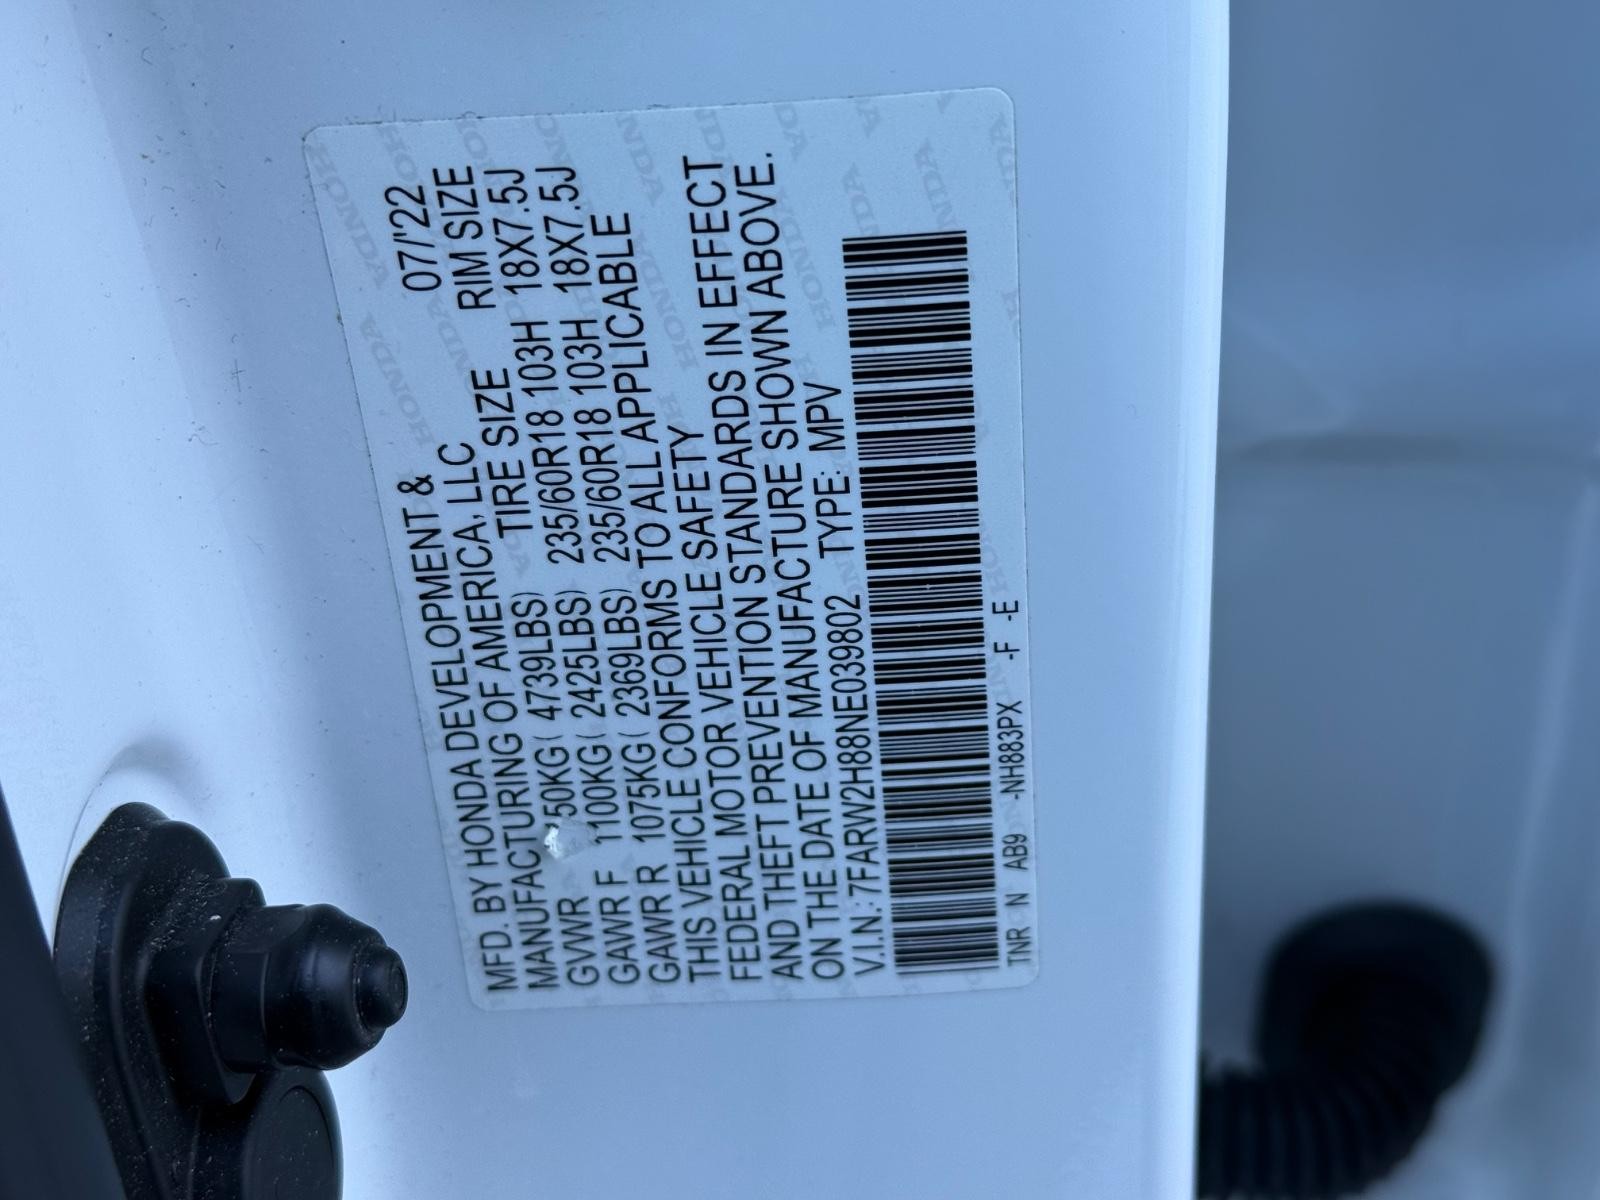 MFD. BY HONDA DEVELOPMENT & 07/'22
MANUFACTURING OF AMERICA, LLC RIM SIZE
TIRE SIZE
GVWR 150KG( 4739LBS) 18X7.5J
GAWR F 1100KG( 2425LBS) 235/60R18 103H 18X7.5J
GAWR R 1075KG( 2369LBS) 235/60R18 103H
THIS VEHICLE CONFORMS TO ALL APPLICABLE
FEDERAL MOTOR VEHICLE SAFETY
AND THEFT PREVENTION STANDARDS IN EFFECT
ON THE DATE OF MANUFACTURE SHOWN ABOVE.
V.I.N.:7FARW2H88NE039802 TYPE: MPV
TNR N AB9 -NH883PX -F -E